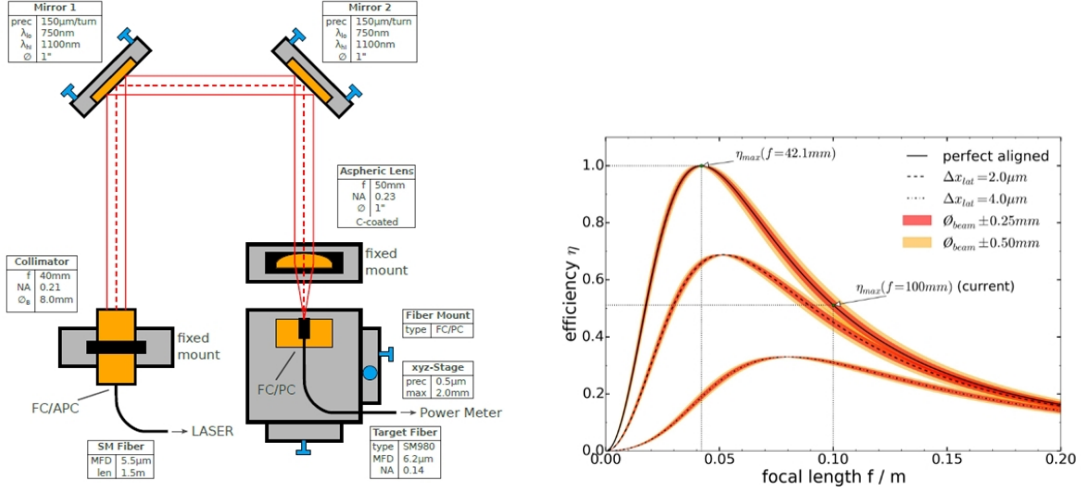 Mirror 1
prec 150µm/turn
λlo 750nm
λhi 1100nm
∅ 1"
Mirror 2
prec 150µm/turn
λlo 750nm
λhi 1100nm
∅ 1"
Aspheric Lens
f 50mm
NA 0.23
∅ 1"
C-coated
fixed
mount
Collimator
f 40mm
NA 0.21
∅B 8.0mm
fixed
mount
Fiber Mount
type FC/PC
FC/PC
xyz-Stage
prec 0.5µm
max 2.0mm
FC/APC
LASER
Power Meter
SM Fiber
MFD 5.5µm
len 1.5m
Target Fiber
type SM980
MFD 6.2µm
NA 0.14
ηmax(f=42.1mm)
perfect aligned
Δxlat=2.0µm
Δxlat=4.0µm
Øbeam ±0.25mm
Øbeam ±0.50mm
ηmax(f=100mm) (current)
efficiency η
1.0
0.8
0.6
0.4
0.2
0.0
0.00 0.05 0.10 0.15 0.20
focal length f / m